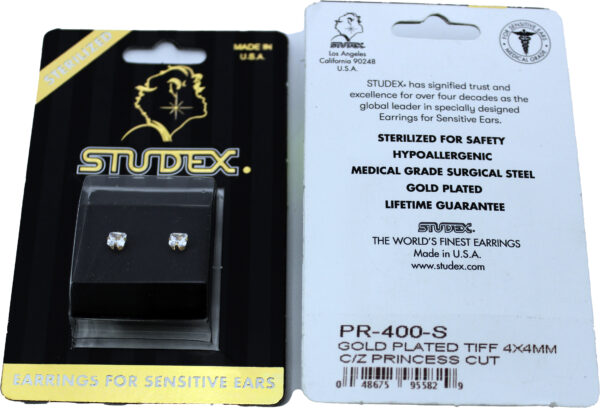 STERILIZED
MADE IN
U.S.A.
STUDEX.
EARRINGS FOR SENSITIVE EARS
STUDEX.
Los Angeles
California 90248
U.S.A.
FOR SENSITIVE EARS
MEDICAL GRADE
STUDEX® has signified trust and
excellence for over four decades as the
global leader in specially designed
Earrings for Sensitive Ears.
STERILIZED FOR SAFETY
HYPOALLERGENIC
MEDICAL GRADE SURGICAL STEEL
GOLD PLATED
LIFETIME GUARANTEE
STUDEX.
THE WORLD'S FINEST EARRINGS
Made in U.S.A.
www.studex.com
PR-400-S
GOLD PLATED TIFF 4X4MM
C/Z PRINCESS CUT
0 48675 95582 9